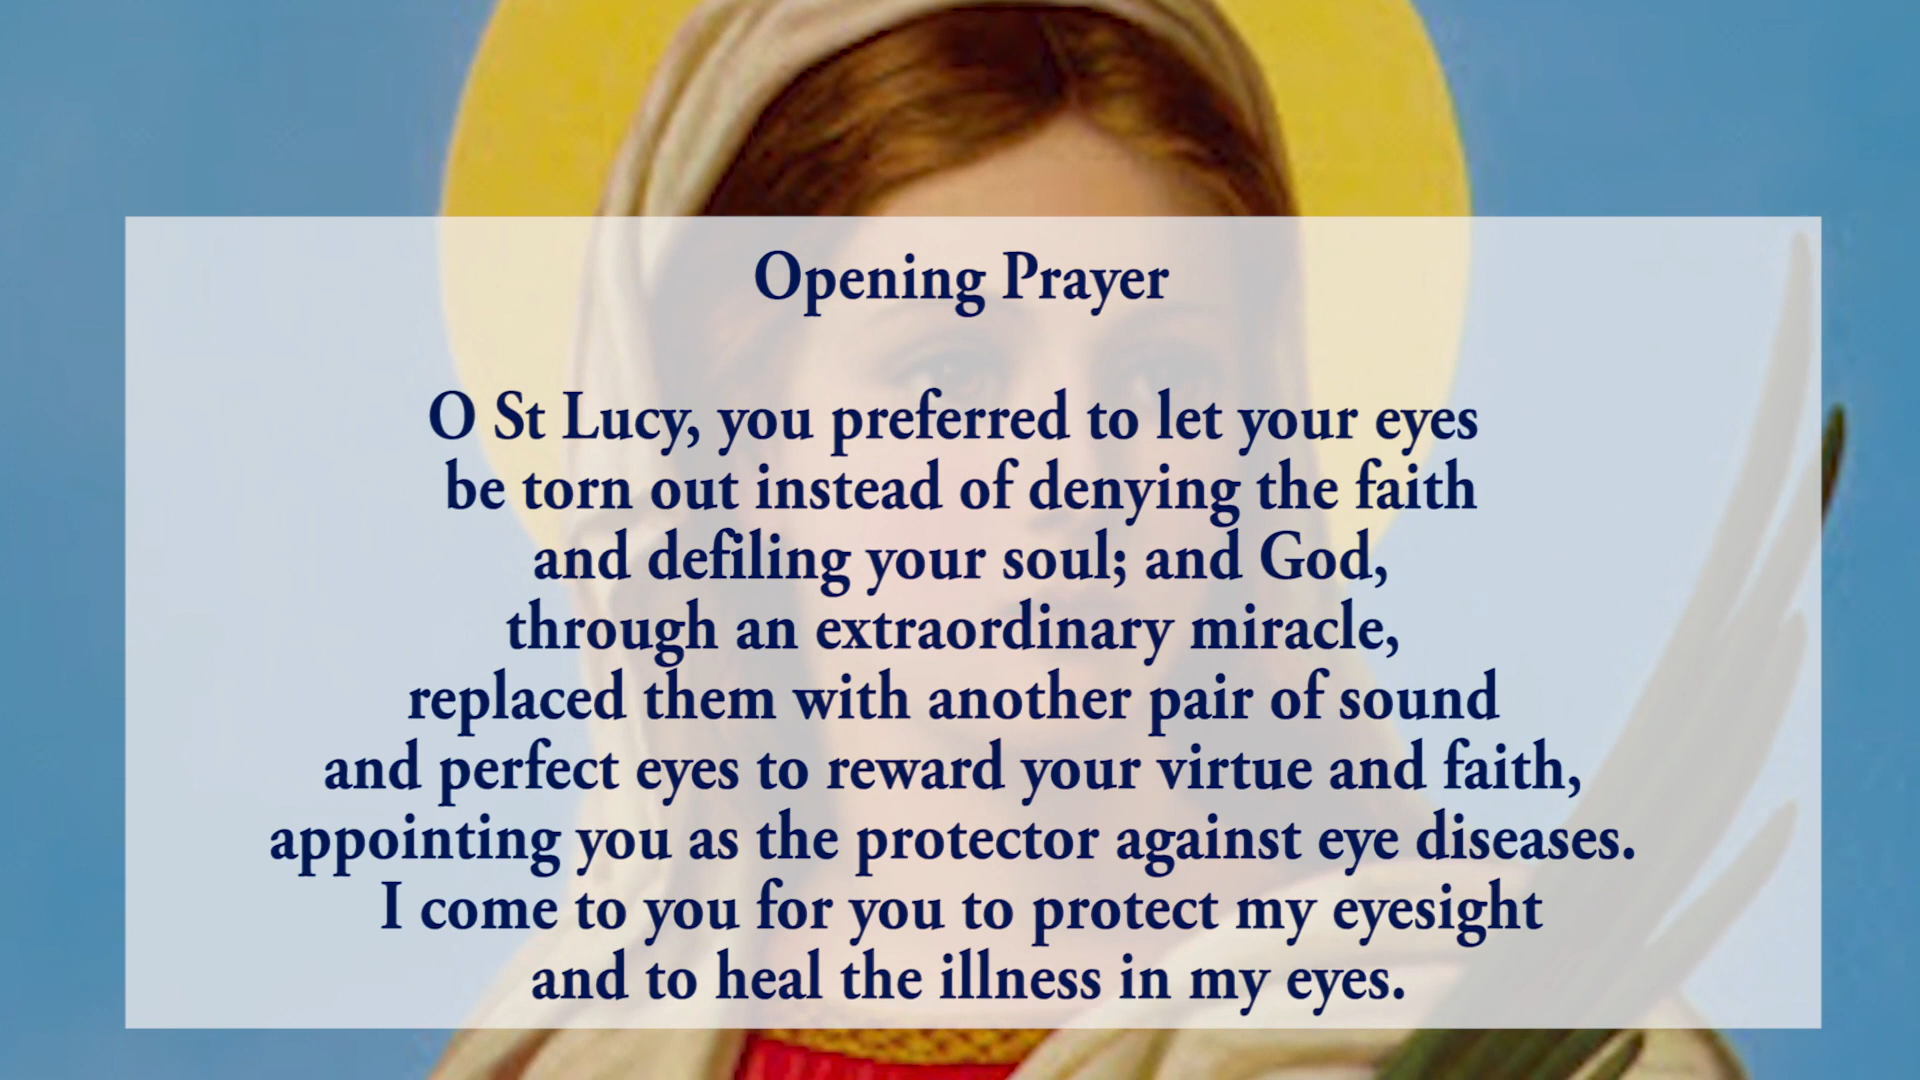 Opening Prayer
O St Lucy, you preferred to let your eyes
be torn out instead of denying the faith
and defiling your soul; and God,
through an extraordinary miracle,
replaced them with another pair of sound
and perfect eyes to reward your virtue and faith,
appointing you as the protector against eye diseases.
I come to you for you to protect my eyesight
and to heal the illness in my eyes.